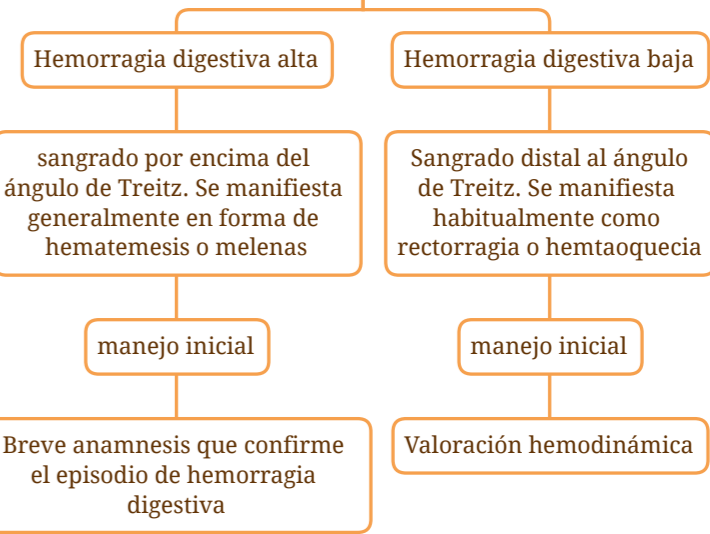 Hemorragia digestiva alta
sangrado por encima del
ángulo de Treitz. Se manifiesta
generalmente en forma de
hematemesis o melenas
manejo inicial
Breve anamnesis que confirme
el episodio de hemorragia
digestiva
Hemorragia digestiva baja
Sangrado distal al ángulo
de Treitz. Se manifiesta
habitualmente como
rectorragia o hemtaoquecia
manejo inicial
Valoración hemodinámica